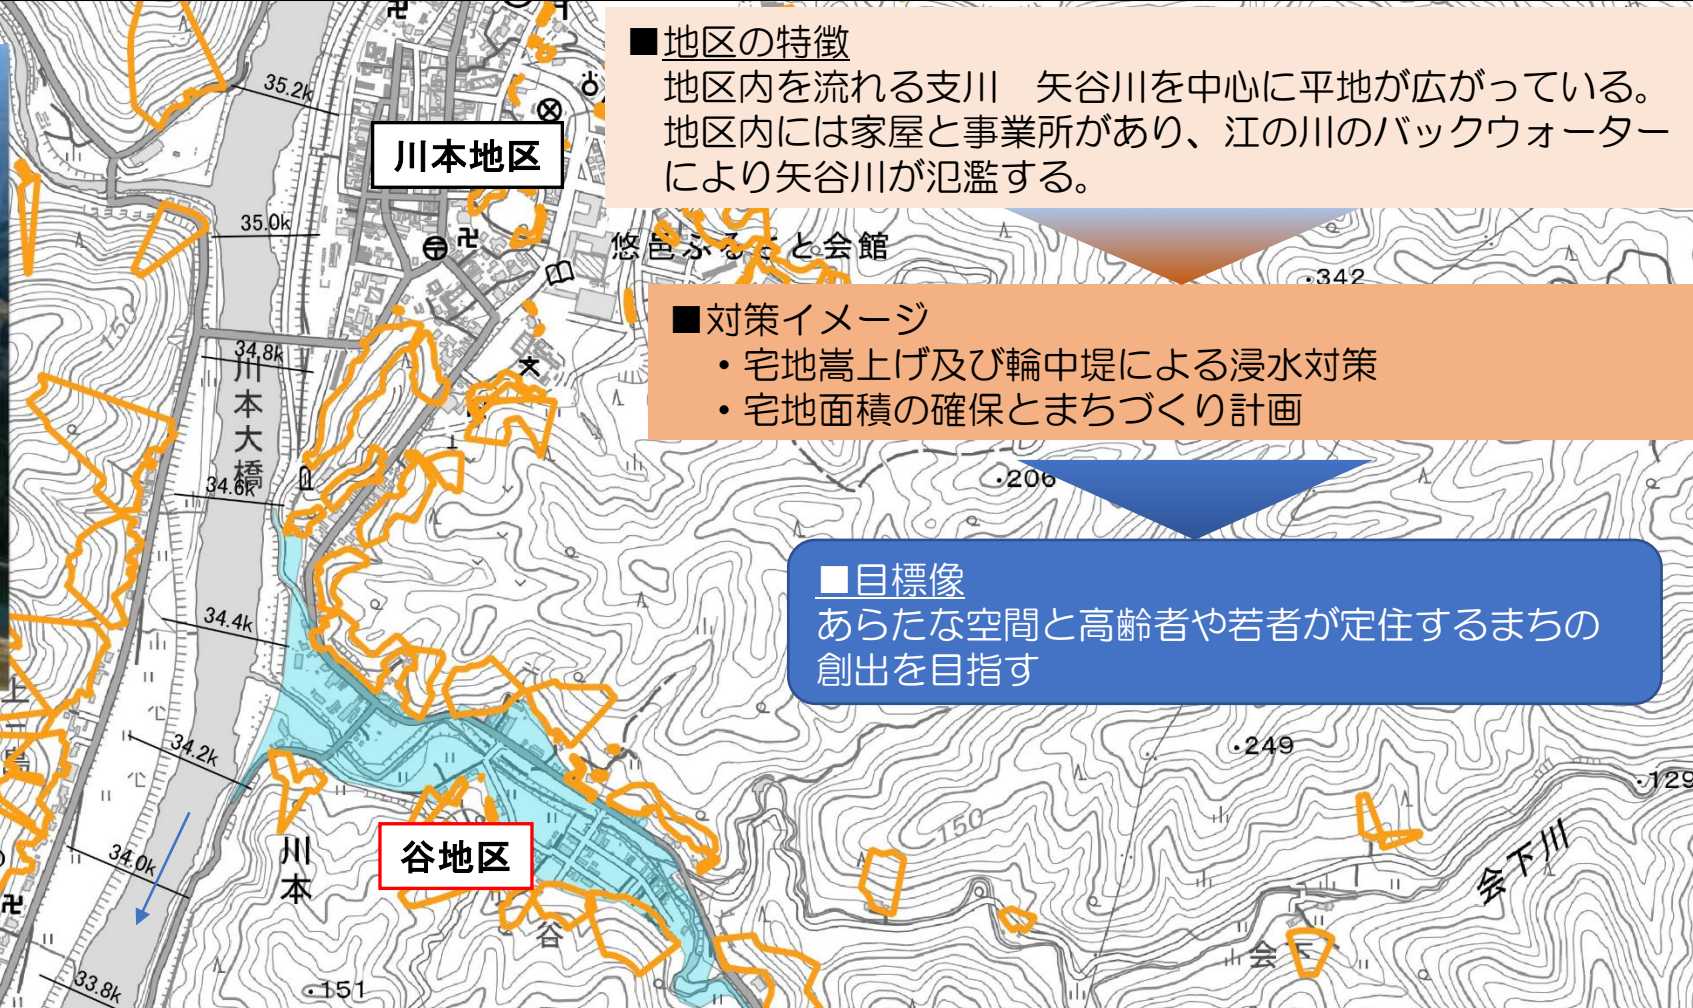 ■地区の特徴
地区内を流れる支川　矢谷川を中心に平地が広がっている。
地区内には家屋と事業所があり、江の川のバックウォーター
により矢谷川が氾濫する。
■対策イメージ
・宅地嵩上げ及び輪中堤による浸水対策
・宅地面積の確保とまちづくり計画
■目標像
あらたな空間と高齢者や若者が定住するまちの
創出を目指す
川本地区
谷地区
悠邑ふるさと会館
川本大橋
川本
谷
会下川
会下
35.2k
35.0k
34.8k
34.6k
34.4k
34.2k
34.0k
33.8k
150
150
・342
・206
・249
・129
・151